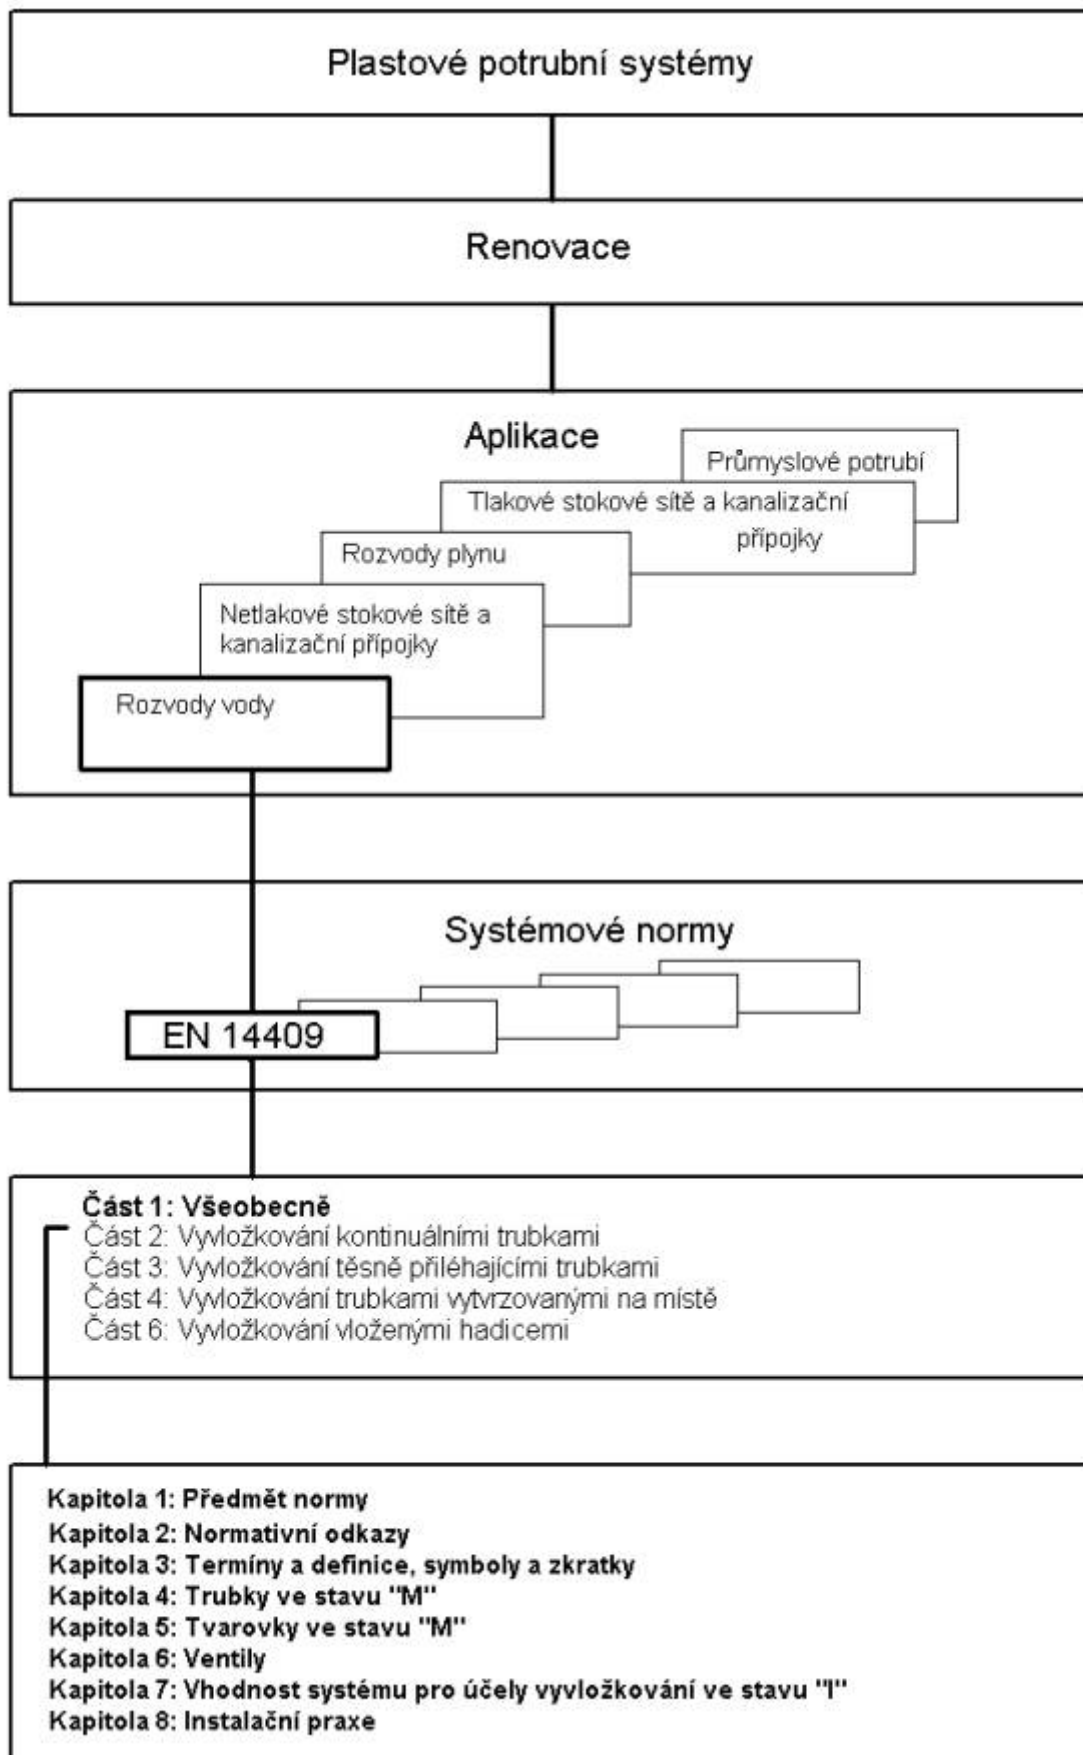 Plastové potrubní systémy
Renovace
Aplikace
Průmyslové potrubí
Tlakové stokové sítě a kanalizační
přípojky
Rozvody plynu
Netlakové stokové sítě a
kanalizační přípojky
Rozvody vody
Systémové normy
EN 14409
Část 1: Všeobecně
Část 2: Vyvložkování kontinuálními trubkami
Část 3: Vyvložkování těsně přiléhajícími trubkami
Část 4: Vyvložkování trubkami vytvrzovanými na místě
Část 6: Vyvložkování vloženými hadicemi
Kapitola 1: Předmět normy
Kapitola 2: Normativní odkazy
Kapitola 3: Termíny a definice, symboly a zkratky
Kapitola 4: Trubky ve stavu "M"
Kapitola 5: Tvarovky ve stavu "M"
Kapitola 6: Ventily
Kapitola 7: Vhodnost systému pro účely vyvložkování ve stavu "I"
Kapitola 8: Instalační praxe